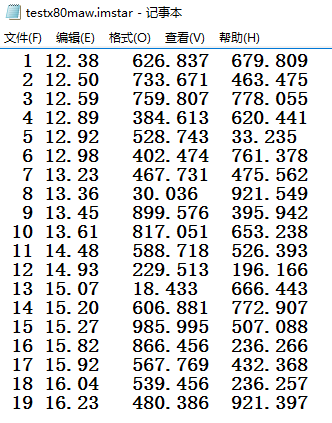 testx80maw.imstar - 记事本
文件(F) 编辑(E) 格式(O) 查看(V) 帮助(H)
1 12.38 626.837 679.809
2 12.50 733.671 463.475
3 12.59 759.807 778.055
4 12.89 384.613 620.441
5 12.92 528.743 33.235
6 12.98 402.474 761.378
7 13.23 467.731 475.562
8 13.36 30.036 921.549
9 13.45 899.576 395.942
10 13.61 817.051 653.238
11 14.48 588.718 526.393
12 14.93 229.513 196.166
13 15.07 18.433 666.443
14 15.20 606.881 772.907
15 15.27 985.995 507.088
16 15.82 866.456 236.266
17 15.92 567.769 432.368
18 16.04 539.456 236.257
19 16.23 480.386 921.397